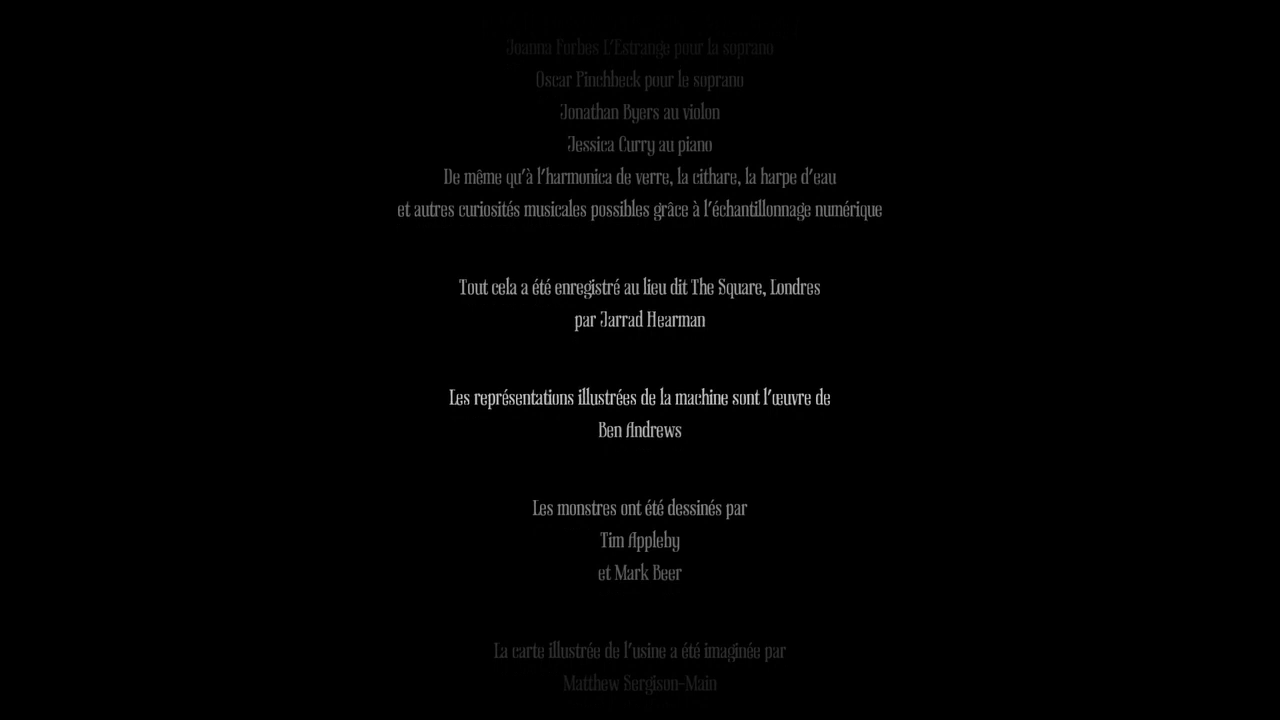 Joanna Forbes L'Estrange pour la soprano
Oscar Pinchbeck pour le soprano
Jonathan Byers au violon
Jessica Curry au piano
De même qu'à l'harmonica de verre, la cithare, la harpe d'eau
et autres curiosités musicales possibles grâce à l'échantillonnage numérique
Tout cela a été enregistré au lieu dit The Square, Londres
par Jarrad Hearman
Les représentations illustrées de la machine sont l'œuvre de
Ben Andrews
Les monstres ont été dessinés par
Tim Appleby
et Mark Beer
La carte illustrée de l'usine a été imaginée par
Matthew Sergison-Main